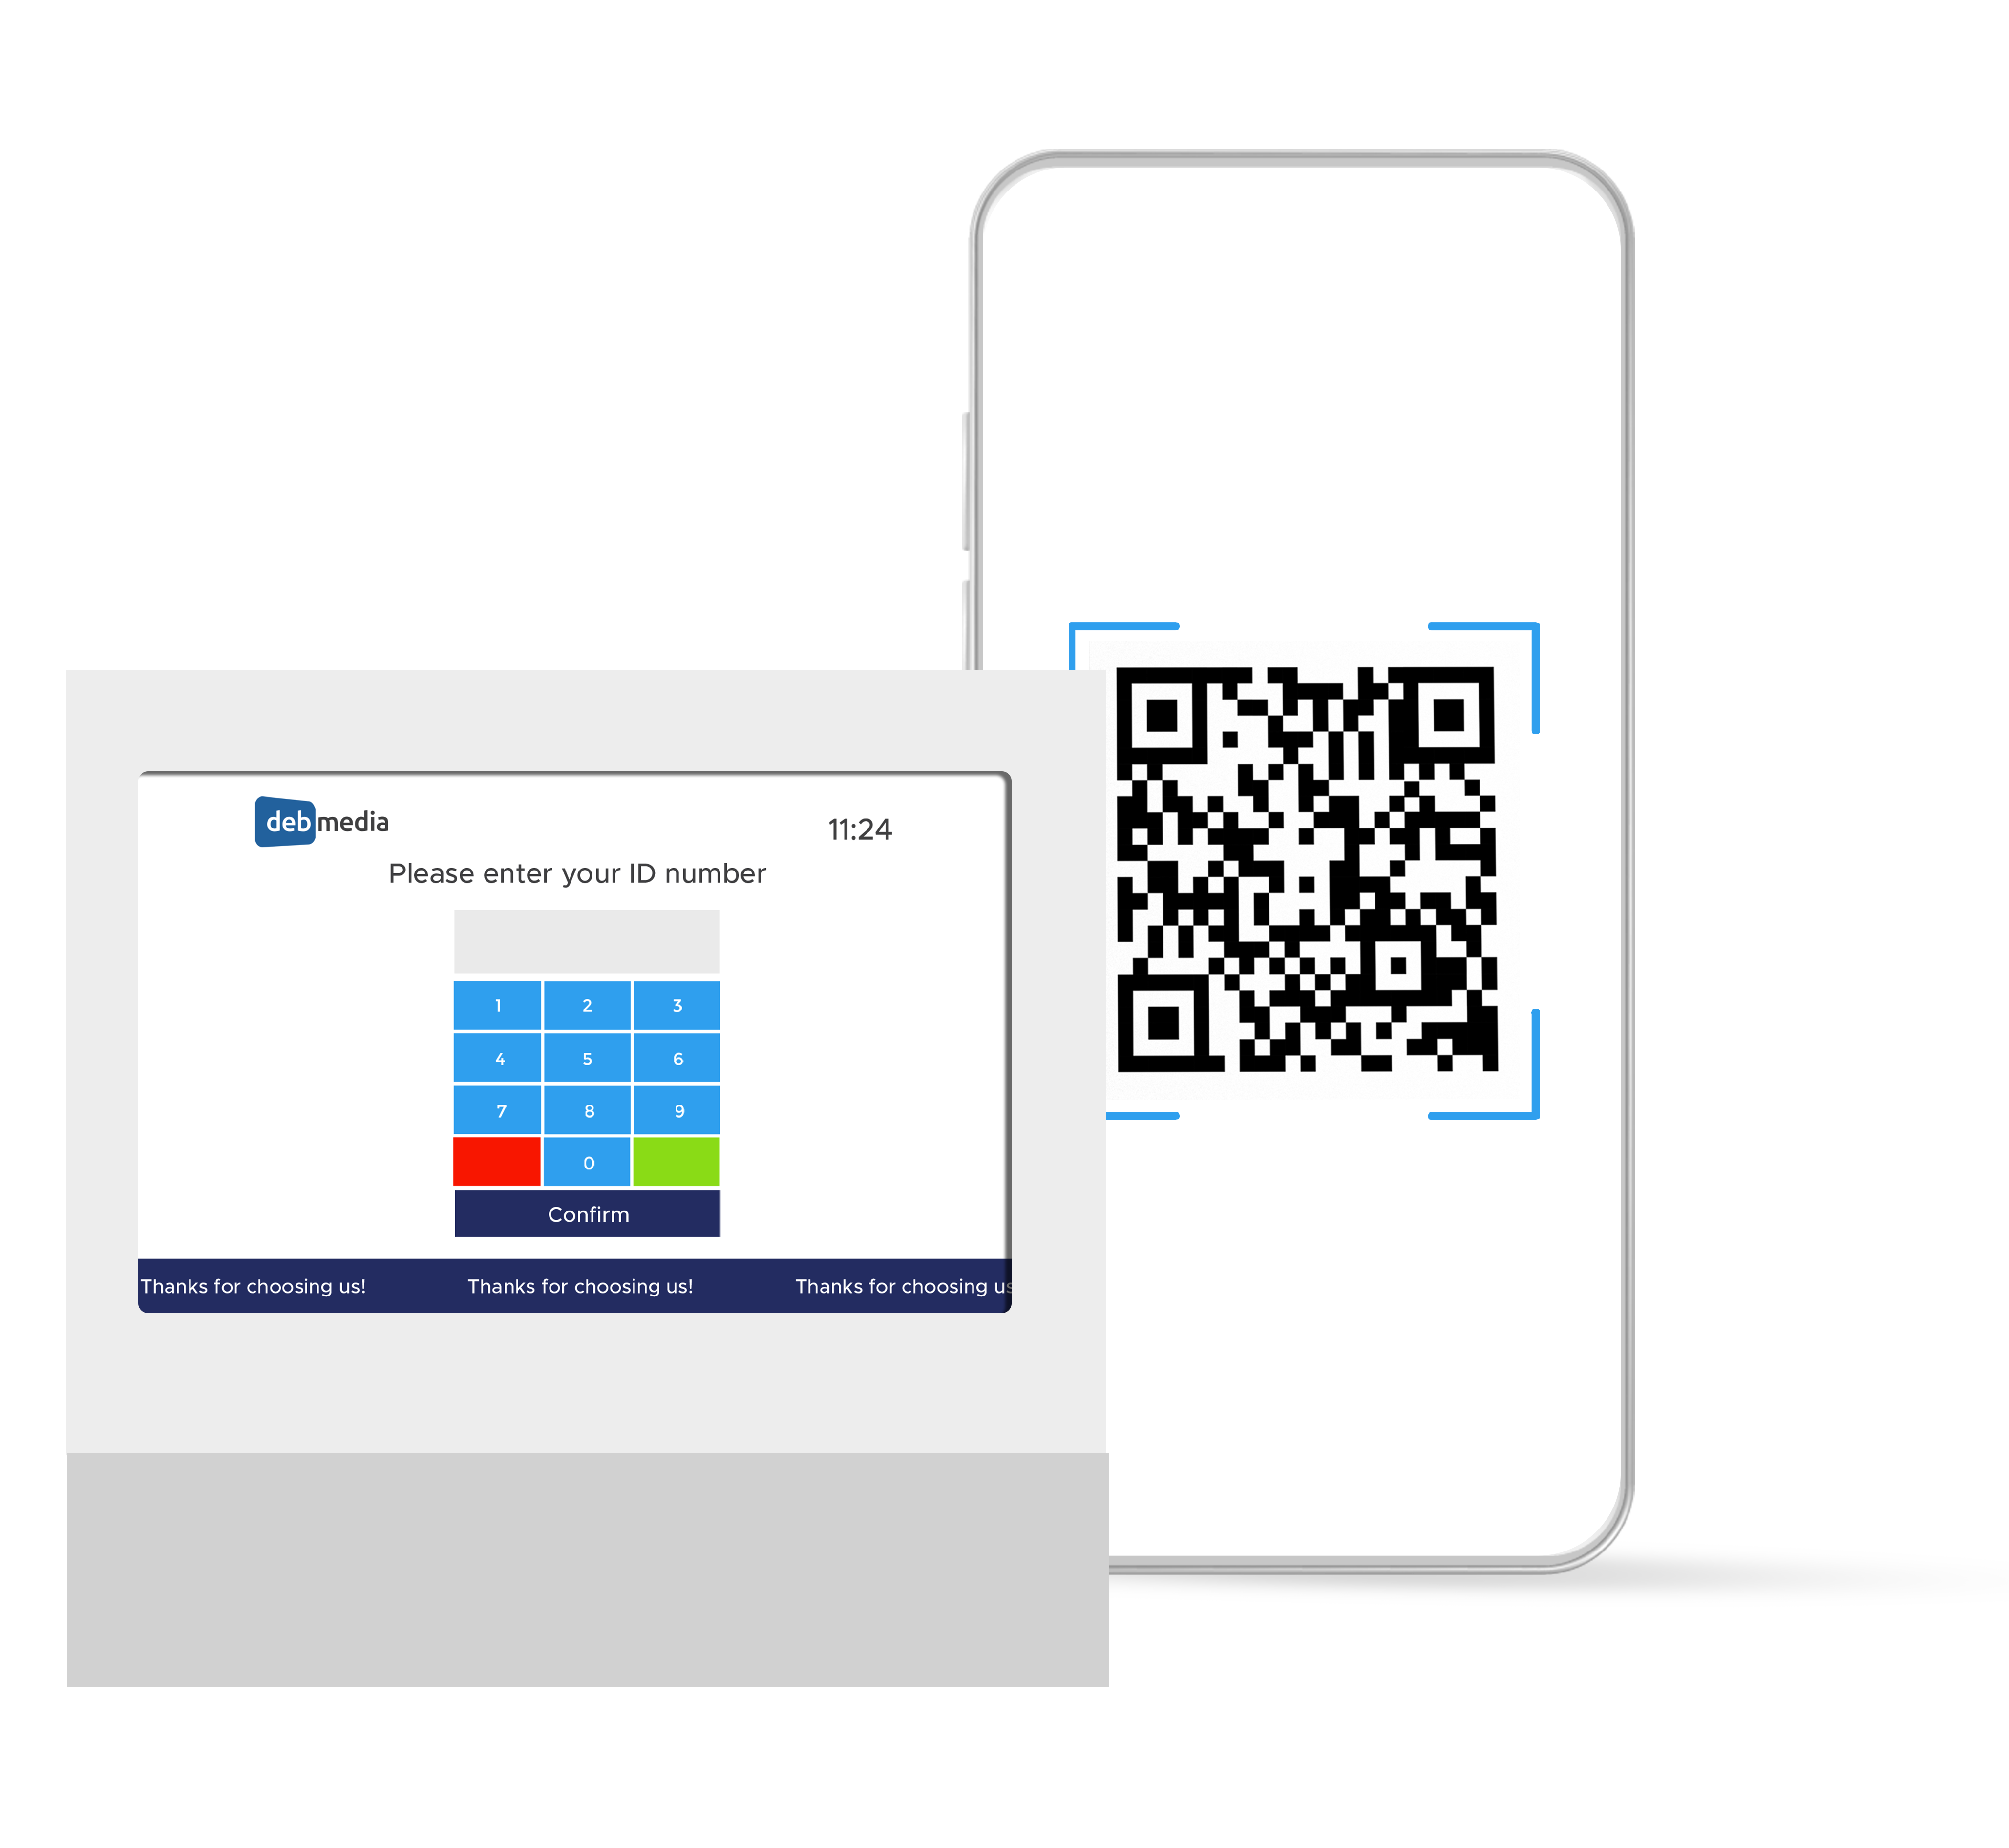 debmedia
11:24
Please enter your ID number
1 2 3
4 5 6
7 8 9
0
Confirm
Thanks for choosing us! Thanks for choosing us! Thanks for choosing us